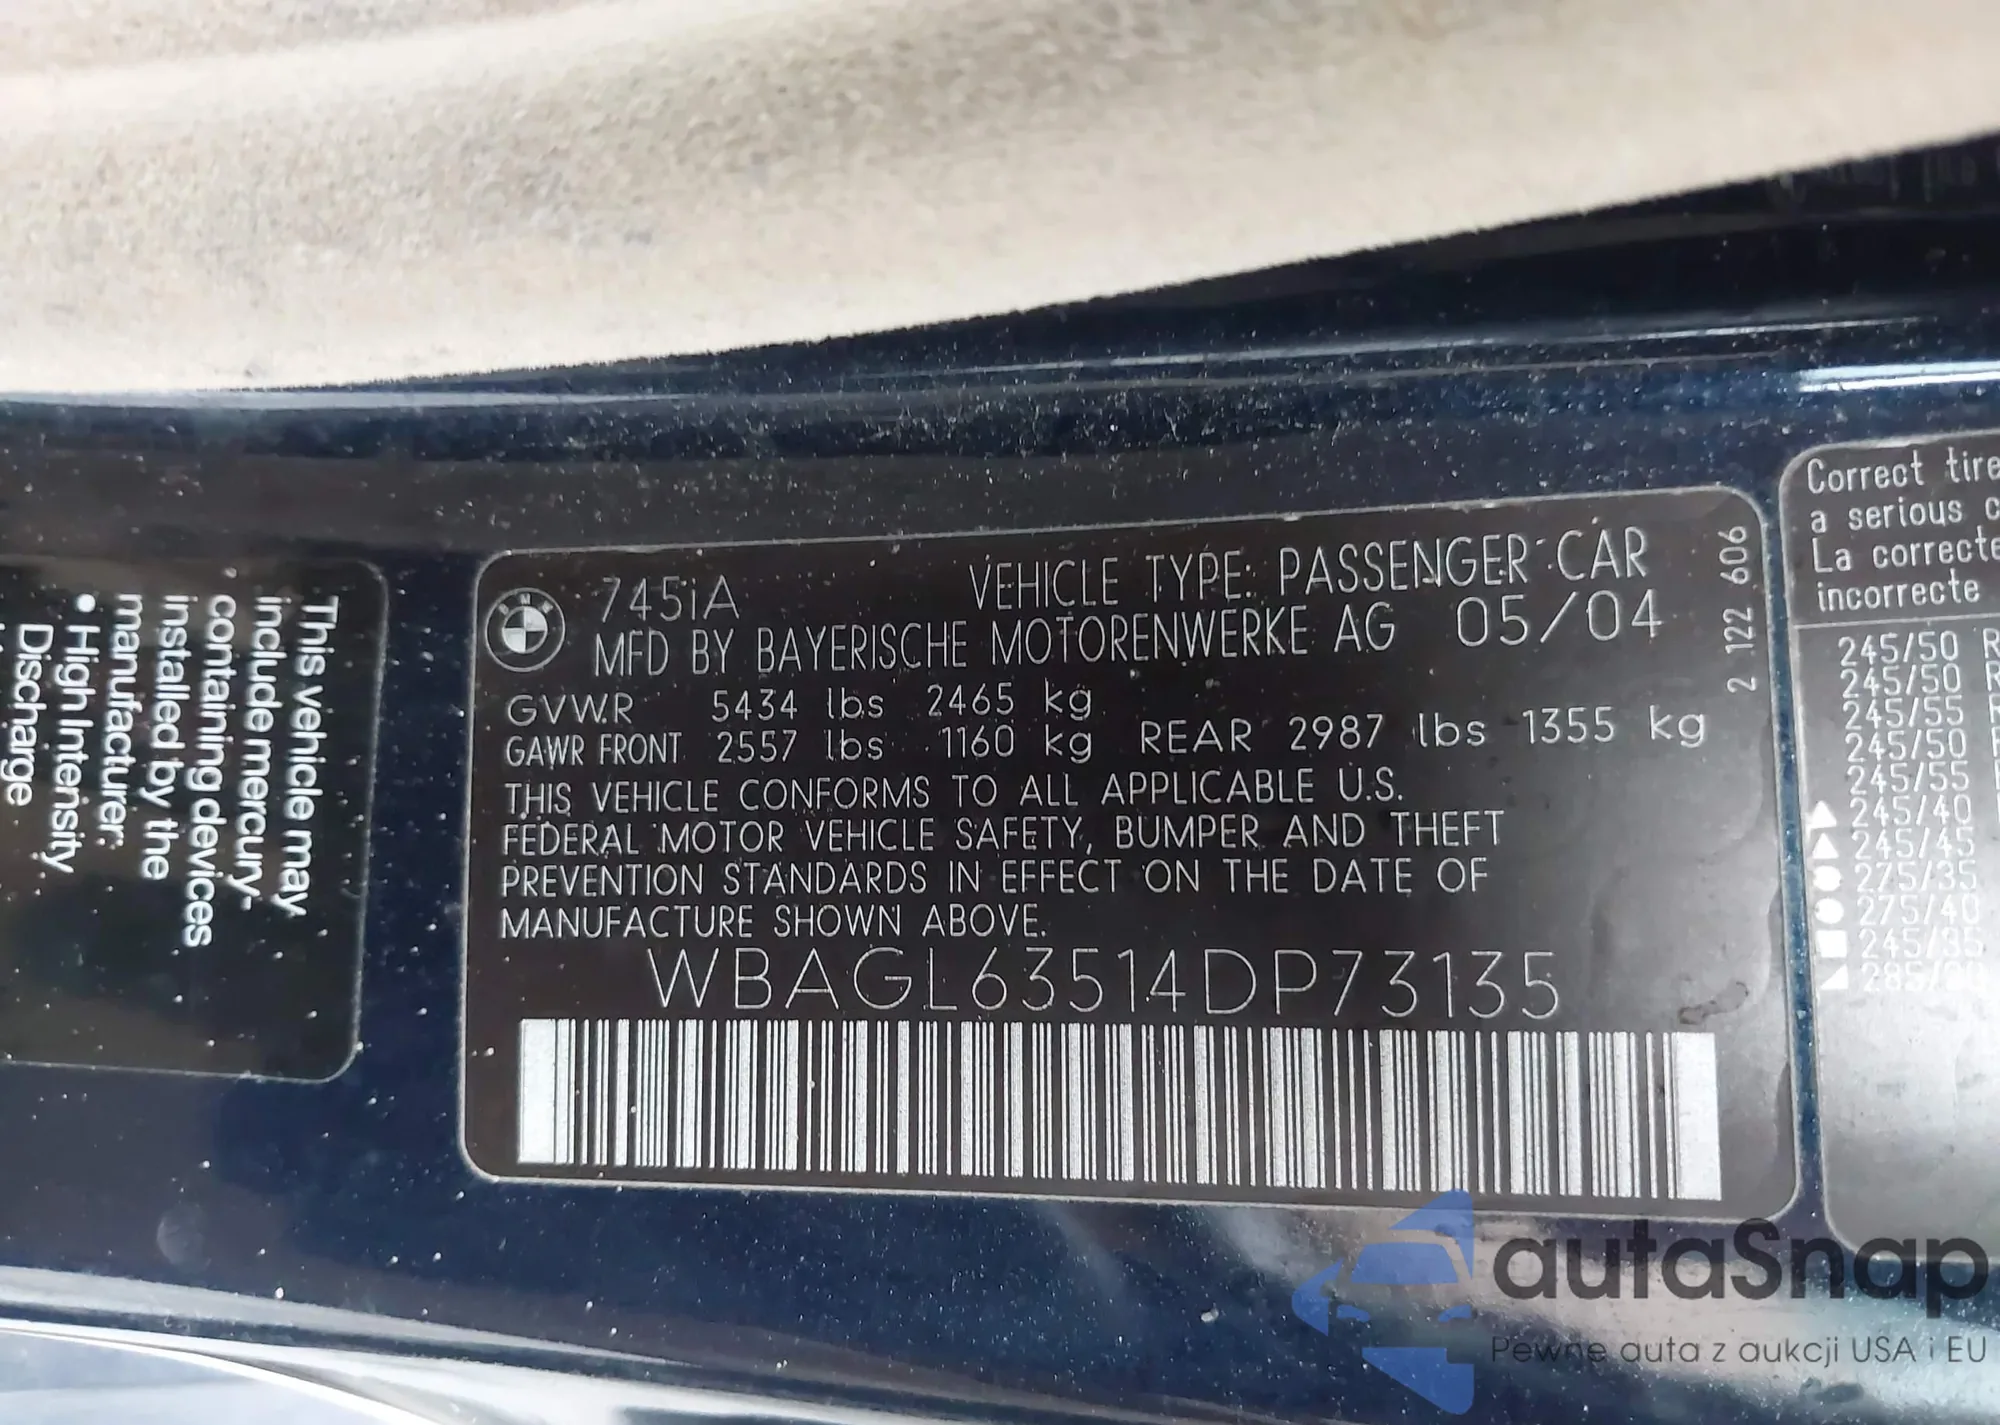 This vehicle may
include mercury-
containing devices
installed by the
manufacturer:
• High Intensity
Discharge
745iA
VEHICLE TYPE: PASSENGER CAR
MFD BY BAYERISCHE MOTORENWERKE AG 05/04
GVWR 5434 lbs 2465 kg
GAWR FRONT 2557 lbs 1160 kg REAR 2987 lbs 1355 kg
THIS VEHICLE CONFORMS TO ALL APPLICABLE U.S.
FEDERAL MOTOR VEHICLE SAFETY, BUMPER AND THEFT
PREVENTION STANDARDS IN EFFECT ON THE DATE OF
MANUFACTURE SHOWN ABOVE.
WBAGL63514DP73135
2 122 606
Correct tire
a serious
La correcte
incorrecte
245/50 R
245/50
245/55
245/50
245/55
245/40
245/45
275/35
275/40
245/35
autaSnap
Pewne auta z aukcji USA i EU